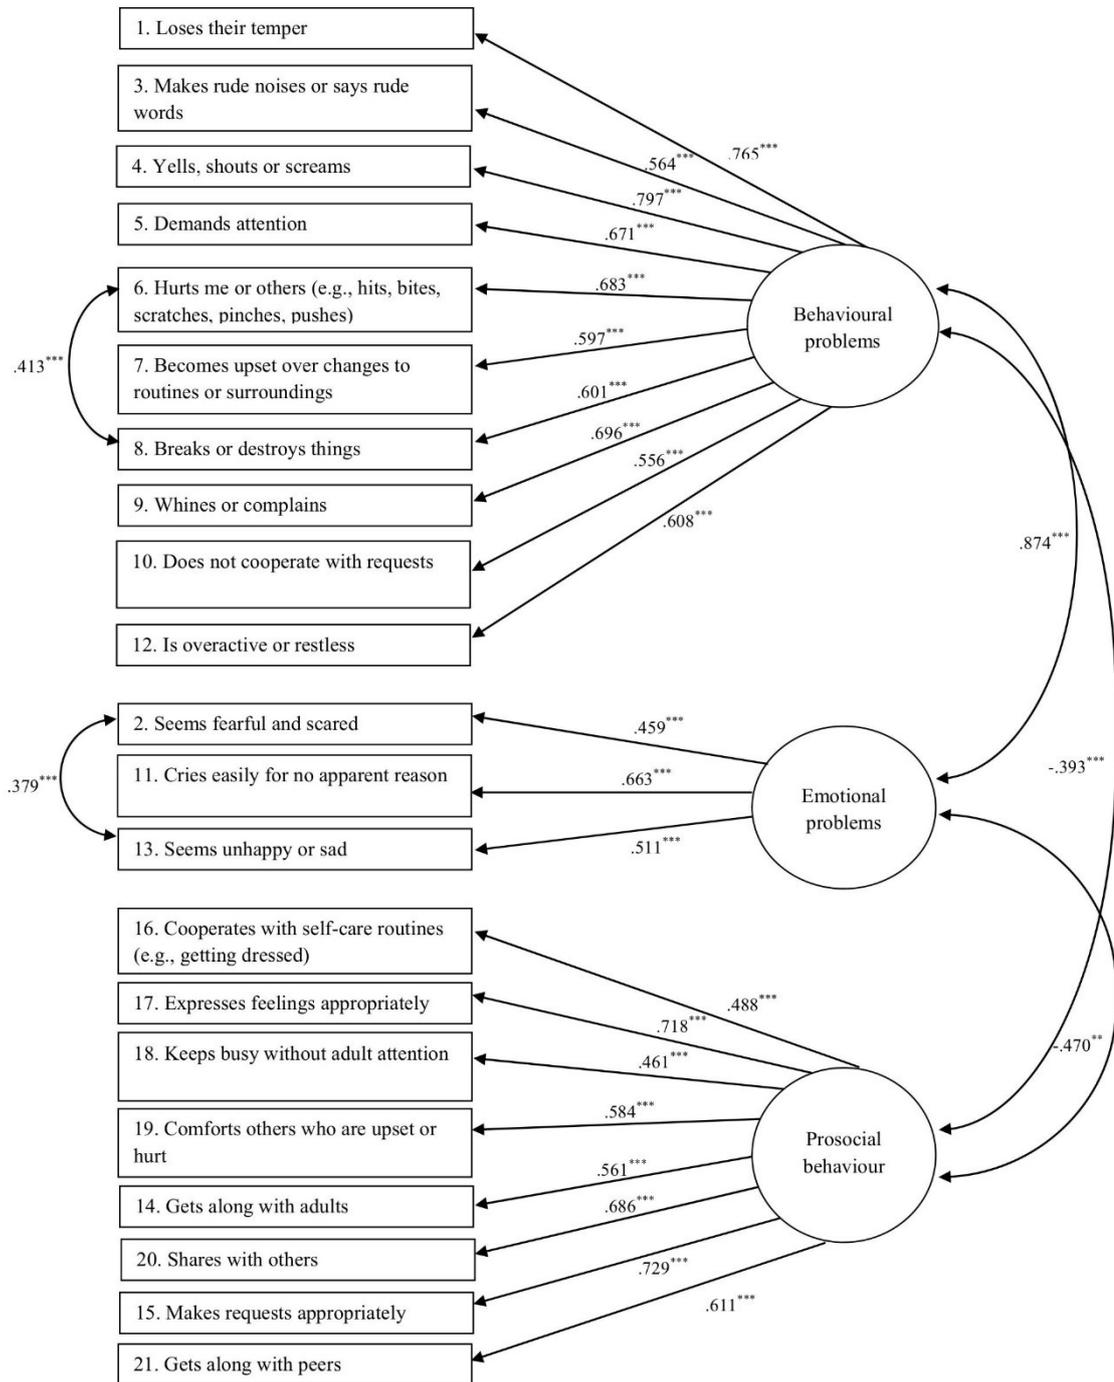 1. Loses their temper
3. Makes rude noises or says rude
words
4. Yells, shouts or screams
5. Demands attention
6. Hurts me or others (e.g., hits, bites,
scratches, pinches, pushes)
7. Becomes upset over changes to
routines or surroundings
8. Breaks or destroys things
9. Whines or complains
10. Does not cooperate with requests
12. Is overactive or restless
.765***
.564***
.797***
.671***
.683***
.597***
.601***
.696***
.556***
.608***
.413***
Behavioural
problems
.874***
-.393***
2. Seems fearful and scared
11. Cries easily for no apparent reason
13. Seems unhappy or sad
.459***
.663***
.511***
.379***
Emotional
problems
-.470**
16. Cooperates with self-care routines
(e.g., getting dressed)
17. Expresses feelings appropriately
18. Keeps busy without adult attention
19. Comforts others who are upset or
hurt
14. Gets along with adults
20. Shares with others
15. Makes requests appropriately
21. Gets along with peers
.488***
.718***
.461***
.584***
.561***
.686***
.729***
.611***
Prosocial
behaviour